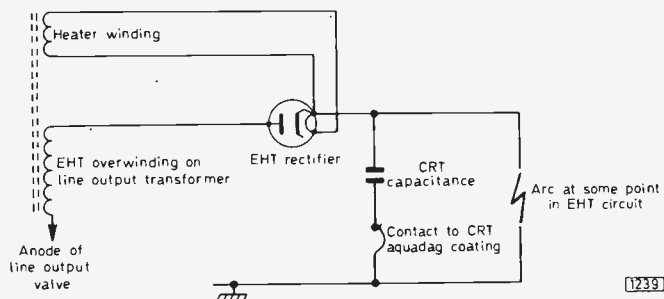 Heater winding
EHT overwinding on
line output transformer
EHT rectifier
Anode of
line output
valve
CRT
capacitance
Contact to CRT
aquadag coating
Arc at some point
in EHT circuit
1239